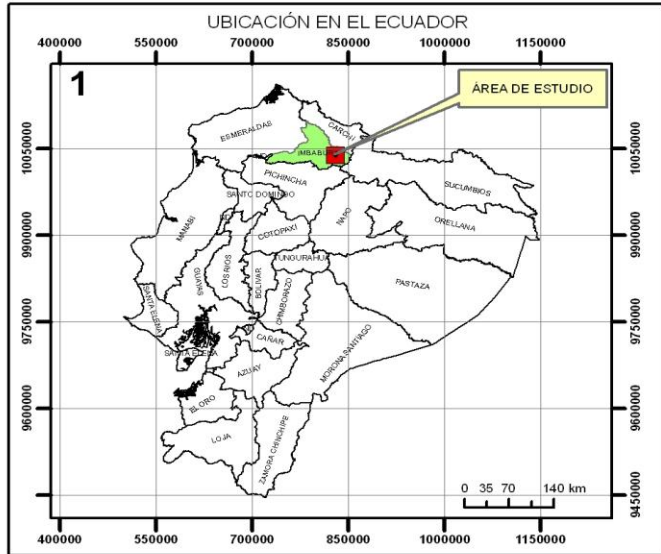 UBICACIÓN EN EL ECUADOR
400000 550000 700000 850000 1000000 1150000
1
ÁREA DE ESTUDIO
CARCHI
ESMERALDAS
10050000 10050000
IMBABURA
PICHINCHA
SUCUMBIOS
SANTO DOMINGO
NAPO
ORELLANA
MANABI
9900000 9900000
COTOPAXI
TUNGURAHUA
LOS RIOS
BOLIVAR
GUAYAS
PASTAZA
CHIMBORAZO
SANTA ELENA
9750000 9750000
CAÑAR
SANTA ELENA
MORONA SANTIAGO
AZUAY
9600000 9600000
EL ORO
LOJA
ZAMORA CHINCHIPE
0 35 70 140 km
9450000 9450000
400000 550000 700000 850000 1000000 1150000